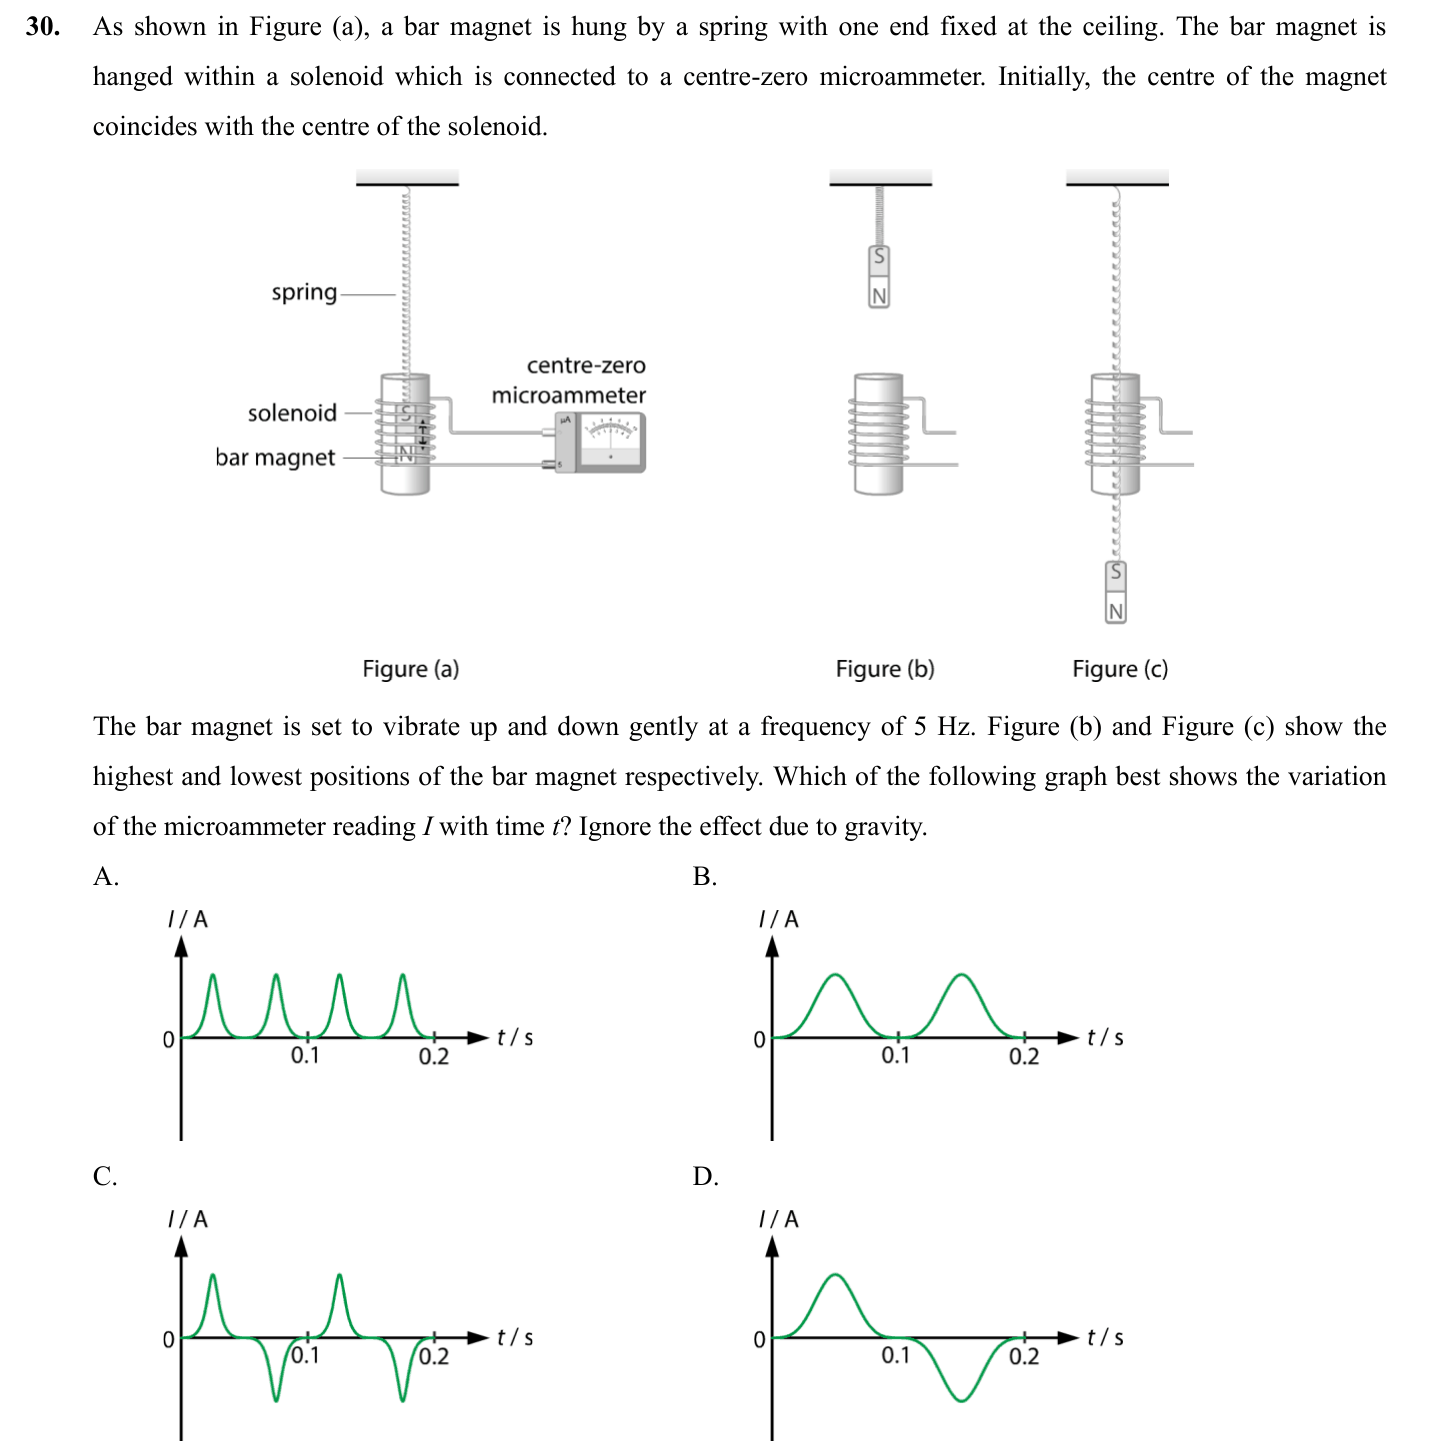 30. As shown in Figure (a), a bar magnet is hung by a spring with one end fixed at the ceiling. The bar magnet is
hanged within a solenoid which is connected to a centre-zero microammeter. Initially, the centre of the magnet
coincides with the centre of the solenoid.
spring
centre-zero
microammeter
solenoid
bar magnet
S
N
μA
S
N
S
N
Figure (a)
Figure (b)
Figure (c)
The bar magnet is set to vibrate up and down gently at a frequency of 5 Hz. Figure (b) and Figure (c) show the
highest and lowest positions of the bar magnet respectively. Which of the following graph best shows the variation
of the microammeter reading I with time t? Ignore the effect due to gravity.
A.
I / A
0
0.1
0.2
t / s
B.
I / A
0
0.1
0.2
t / s
C.
I / A
0
0.1
0.2
t / s
D.
I / A
0
0.1
0.2
t / s